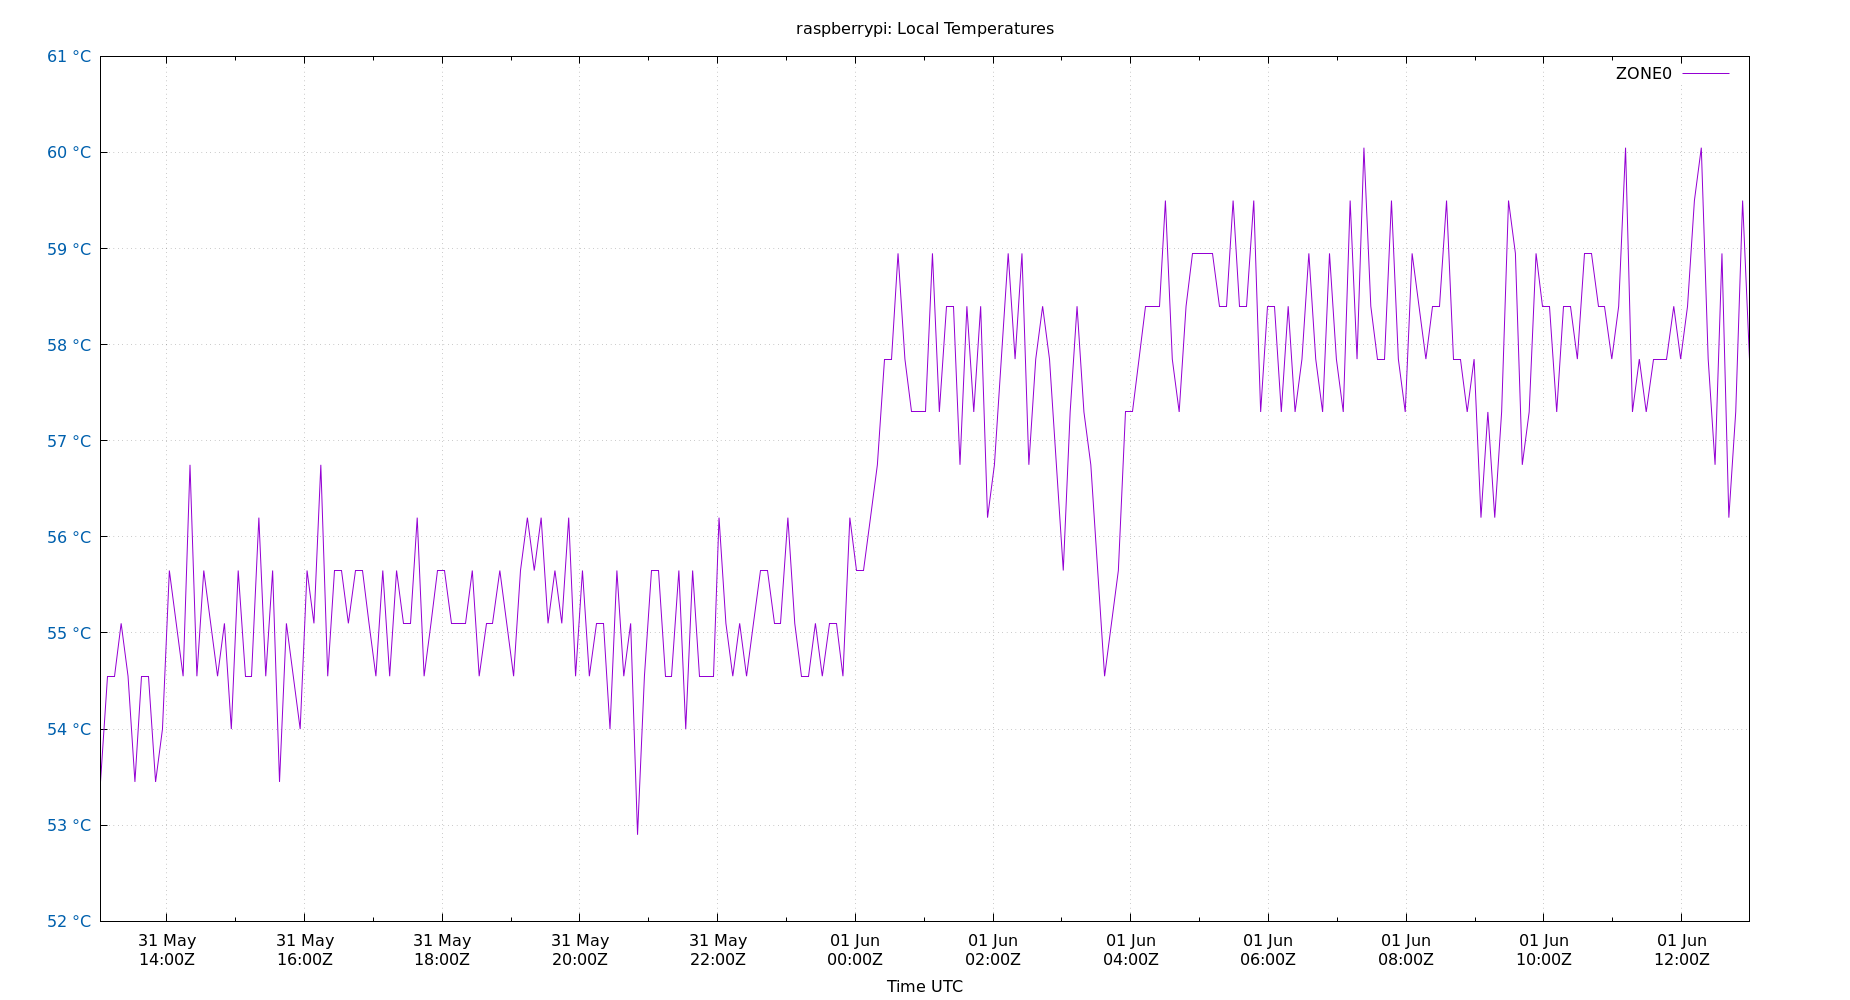 raspberrypi: Local Temperatures
61 °C
ZONE0
60 °C
59 °C
58 °C
57 °C
56 °C
55 °C
54 °C
53 °C
52 °C
31 May
14:00Z
31 May
16:00Z
31 May
18:00Z
31 May
20:00Z
31 May
22:00Z
01 Jun
00:00Z
01 Jun
02:00Z
01 Jun
04:00Z
01 Jun
06:00Z
01 Jun
08:00Z
01 Jun
10:00Z
01 Jun
12:00Z
Time UTC